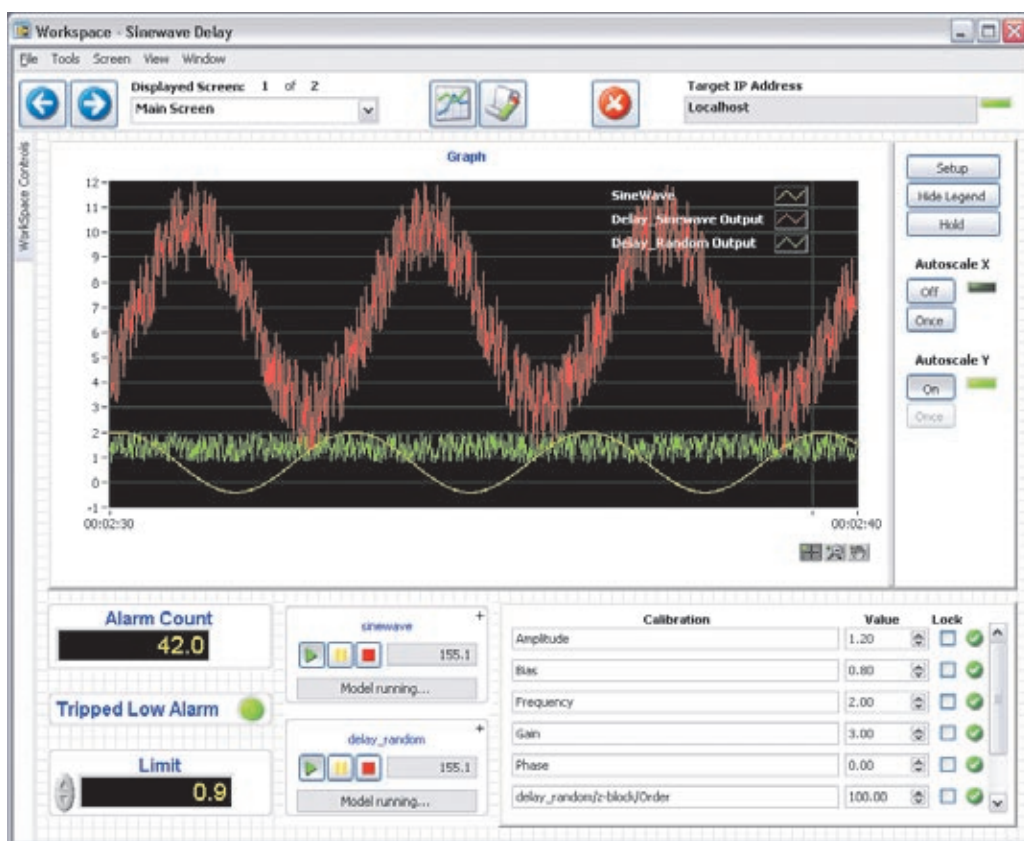 Workspace - Sinewave Delay
File Tools Screen View Window
Displayed Screen: 1 of 2
Main Screen
Target IP Address
Localhost
WorkSpace Controls
Graph
12
11
10
9
8
7
6
5
4
3
2
1
0
-1
00:02:30
00:02:40
SineWave
Delay_Sinewave Output
Delay_Random Output
Setup
Hide Legend
Hold
Autoscale X
Off
Once
Autoscale Y
On
Once
Alarm Count
42.0
Tripped Low Alarm
Limit
0.9
sinewave +
155.1
Model running...
delay_random +
155.1
Model running...
Calibration Value Lock
Amplitude 1.20
Bias 0.80
Frequency 2.00
Gain 3.00
Phase 0.00
delay_random/z-block/Order 100.00